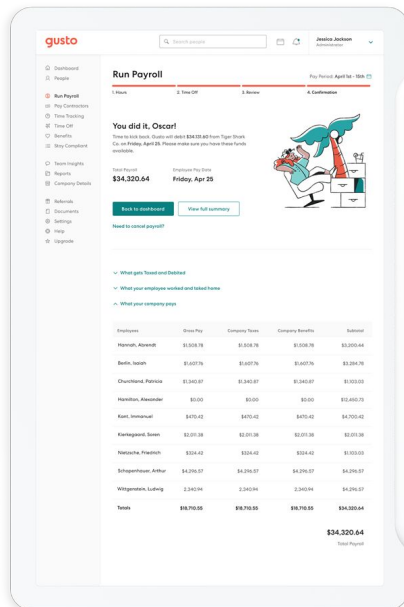 gusto
Search people
Jessica Jackson
Administrator
Dashboard
People
Run Payroll
Pay Contractors
Time Tracking
Time Off
Benefits
Stay Compliant
Team Insights
Reports
Company Details
Referrals
Documents
Settings
Help
Upgrade
Run Payroll
Pay Period: April 1st - 15th
1. Hours 2. Time Off 3. Review 4. Confirmation
You did it, Oscar!
Time to kick back. Gusto will debit $34,131.60 from Tiger Shark
Co. on Friday, April 25. Please make sure you have these funds
available.
Total Payroll Employee Pay Date
$34,320.64 Friday, Apr 25
Back to dashboard View full summary
Need to cancel payroll?
What gets Taxed and Debited
What your employee worked and taked home
What your company pays
Employees Gross Pay Company Taxes Company Benefits Subtotal
Hannah, Ahrendt $1,508.78 $1,508.78 $1,508.78 $3,200.44
Berlin, Isaiah $1,607.76 $1,607.76 $1,607.76 $3,284.78
Churchland, Patricia $1,340.87 $1,340.87 $1,340.87 $1,103.03
Hamilton, Alexander $0.00 $0.00 $0.00 $12,450.73
Kant, Immanuel $470.42 $470.42 $470.42 $4,700.42
Kierkegaard, Soren $2,011.38 $2,011.38 $2,011.38 $2,011.38
Nietzche, Friedrich $324.42 $324.42 $324.42 $1,103.03
Schopenhauer, Arthur $4,296.57 $4,296.57 $4,296.57 $4,296.57
Wittgenstein, Ludwig 2,340.94 2,340.94 2,340.94 $4,296.57
Totals $18,710.55 $18,710.55 $18,710.55 $34,320.64
$34,320.64
Total Payroll